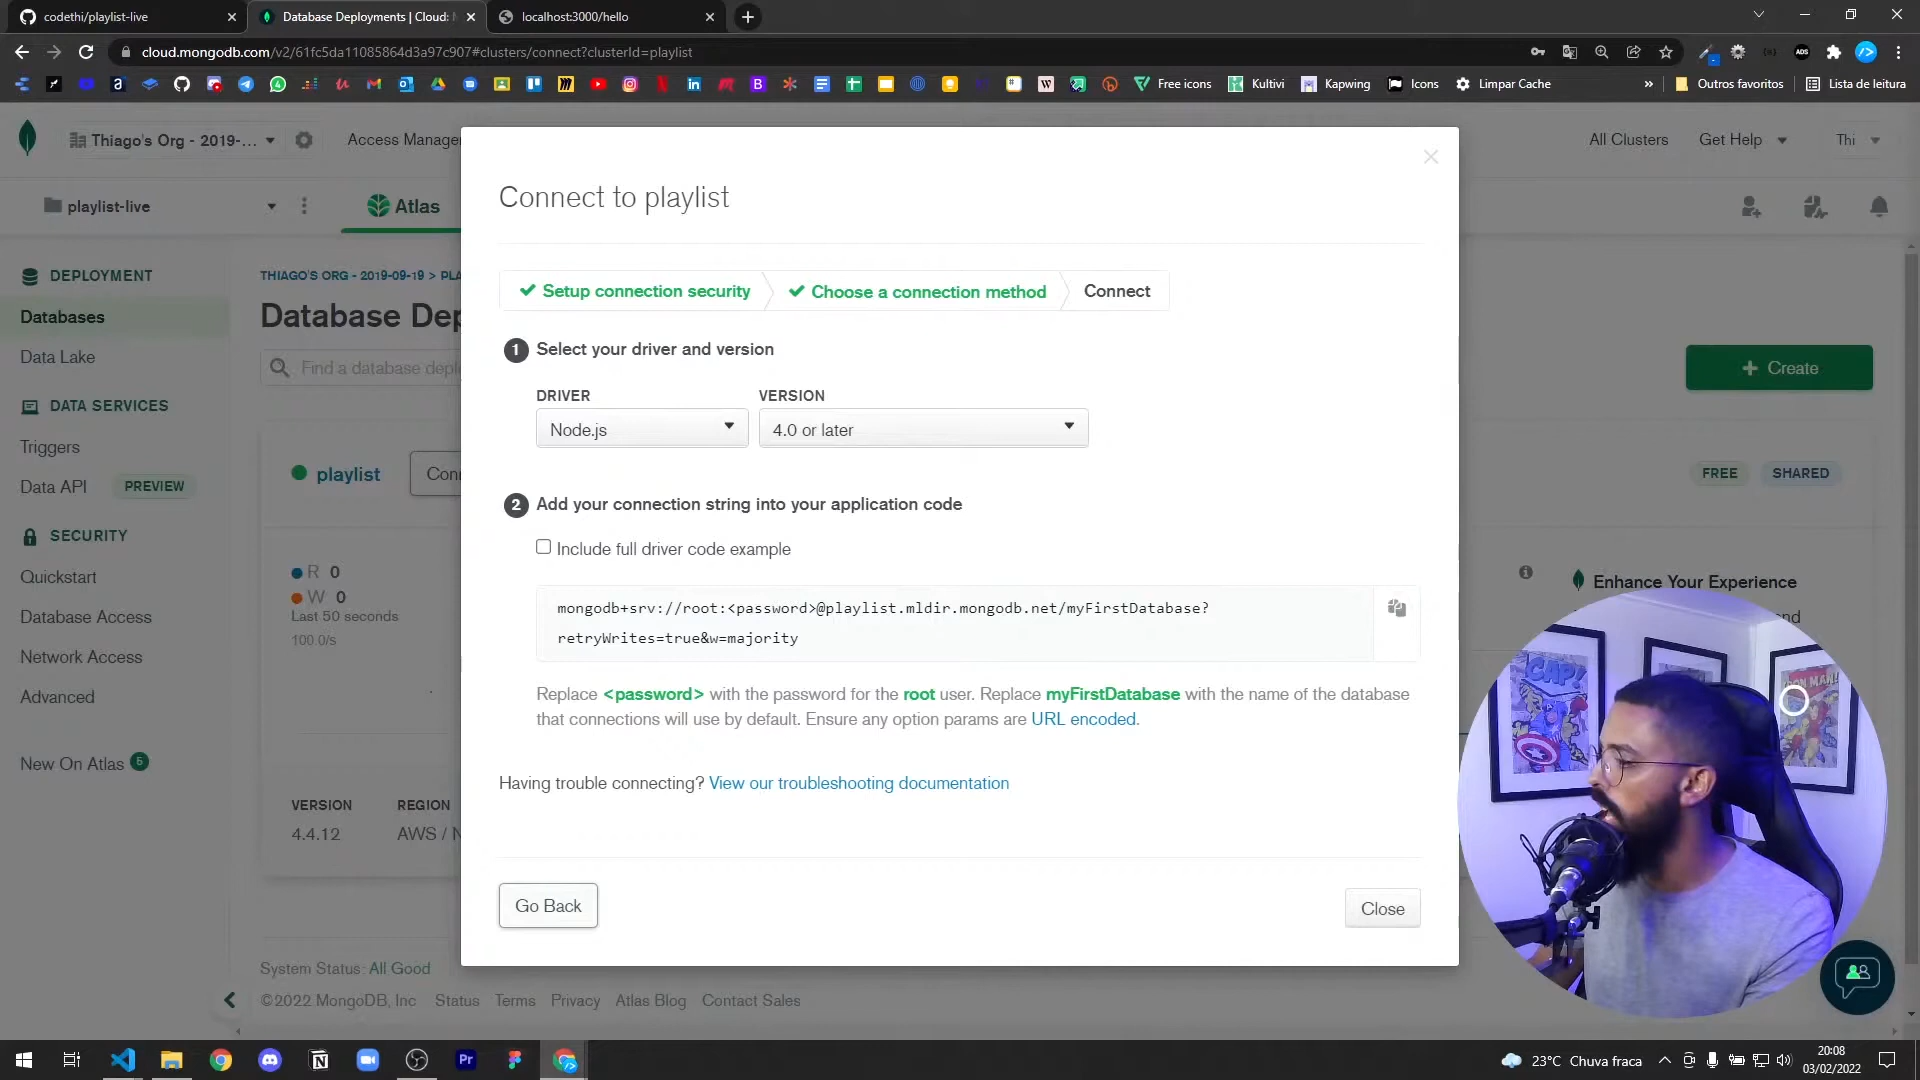 codethi/playlist-live
Database Deployments | Cloud: M
localhost:3000/hello
cloud.mongodb.com/v2/61fc5da11085864d3a97c907#clusters/connect?clusterId=playlist
Free icons
Kultivi
Kapwing
Icons
Limpar Cache
Outros favoritos
Lista de leitura
Thiago's Org - 2019-...
Access Manager
All Clusters
Get Help
Thi
playlist-live
Atlas
DEPLOYMENT
Databases
Data Lake
DATA SERVICES
Triggers
Data API
PREVIEW
SECURITY
Quickstart
Database Access
Network Access
Advanced
New On Atlas 5
THIAGO'S ORG - 2019-09-19 > PLA
Database Dep
Find a database depl
Create
playlist
Con
FREE
SHARED
R 0
W 0
Last 50 seconds
100.0/s
Enhance Your Experience
VERSION
REGION
4.4.12
AWS / N
Connect to playlist
Setup connection security
Choose a connection method
Connect
1 Select your driver and version
DRIVER
VERSION
Node.js
4.0 or later
2 Add your connection string into your application code
Include full driver code example
mongodb+srv://root:<password>@playlist.mldir.mongodb.net/myFirstDatabase?
retryWrites=true&w=majority
Replace <password> with the password for the root user. Replace myFirstDatabase with the name of the database
that connections will use by default. Ensure any option params are URL encoded.
Having trouble connecting? View our troubleshooting documentation
Go Back
Close
CAP!
IRON MAN!
System Status: All Good
©2022 MongoDB, Inc
Status
Terms
Privacy
Atlas Blog
Contact Sales
23°C Chuva fraca
20:08
03/02/2022